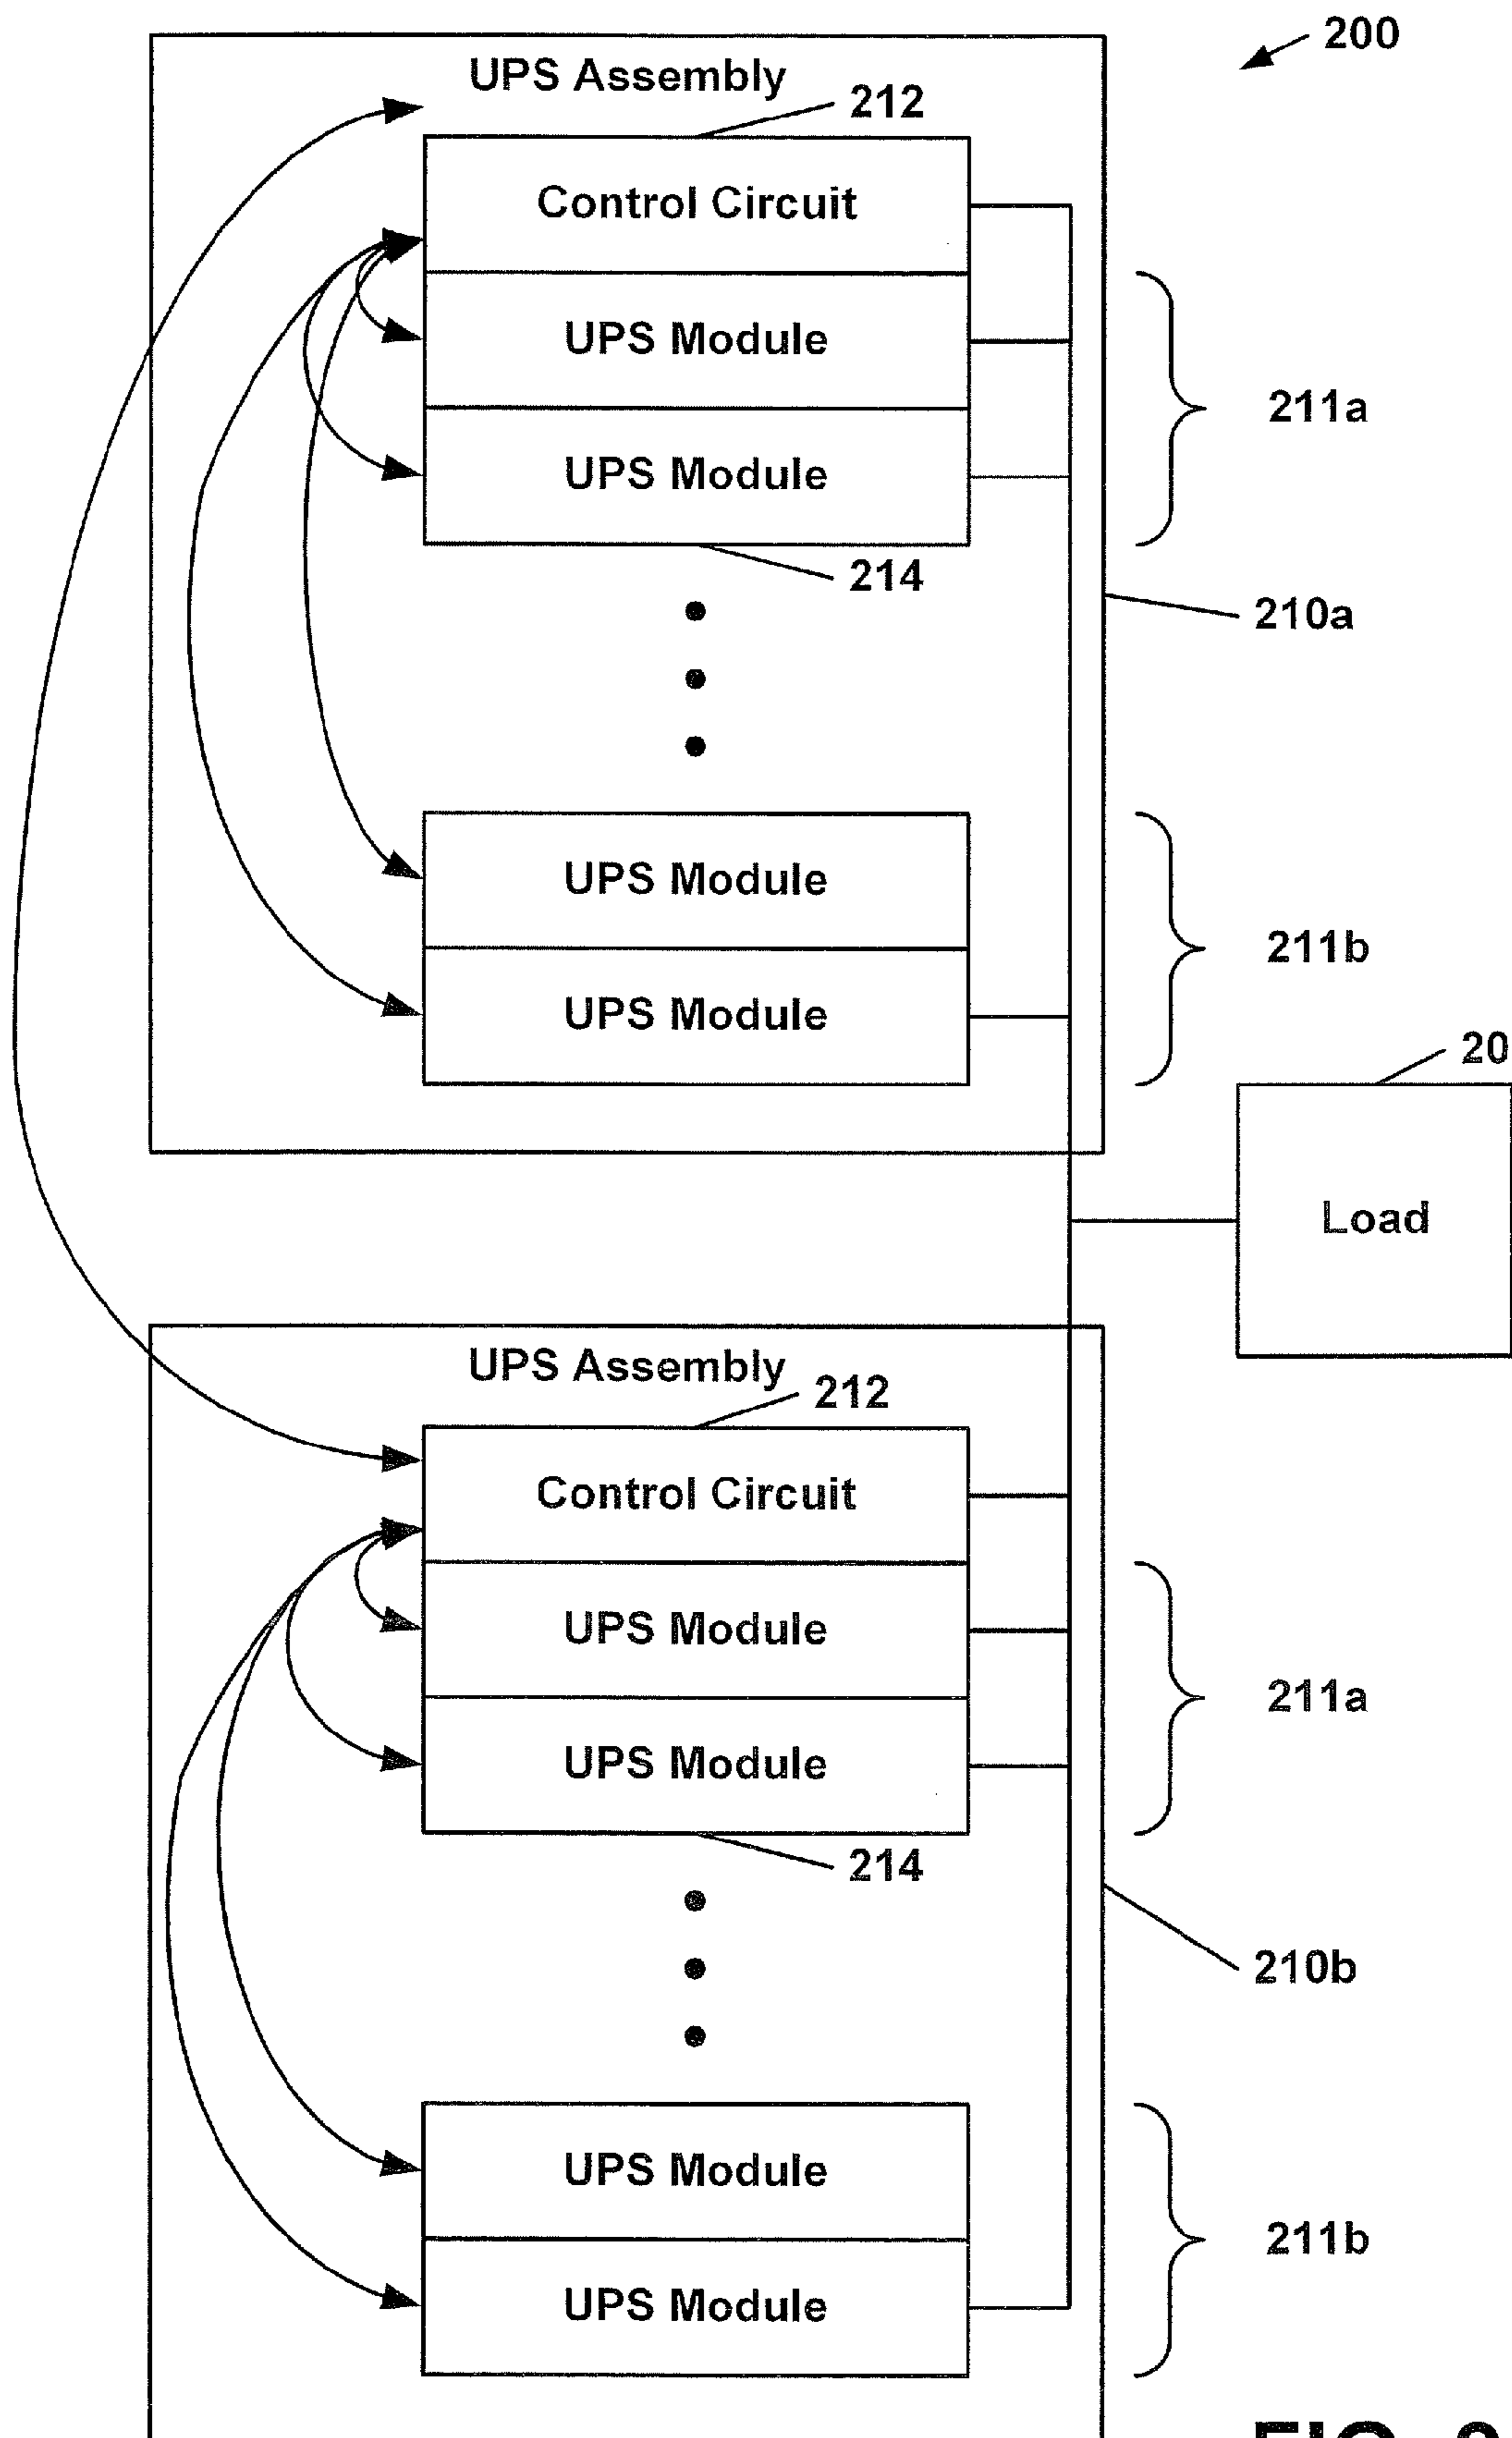 200
UPS Assembly
212
Control Circuit
UPS Module
211a
UPS Module
214
210a
UPS Module
211b
UPS Module
20
Load
UPS Assembly
212
Control Circuit
UPS Module
211a
UPS Module
214
210b
UPS Module
211b
UPS Module